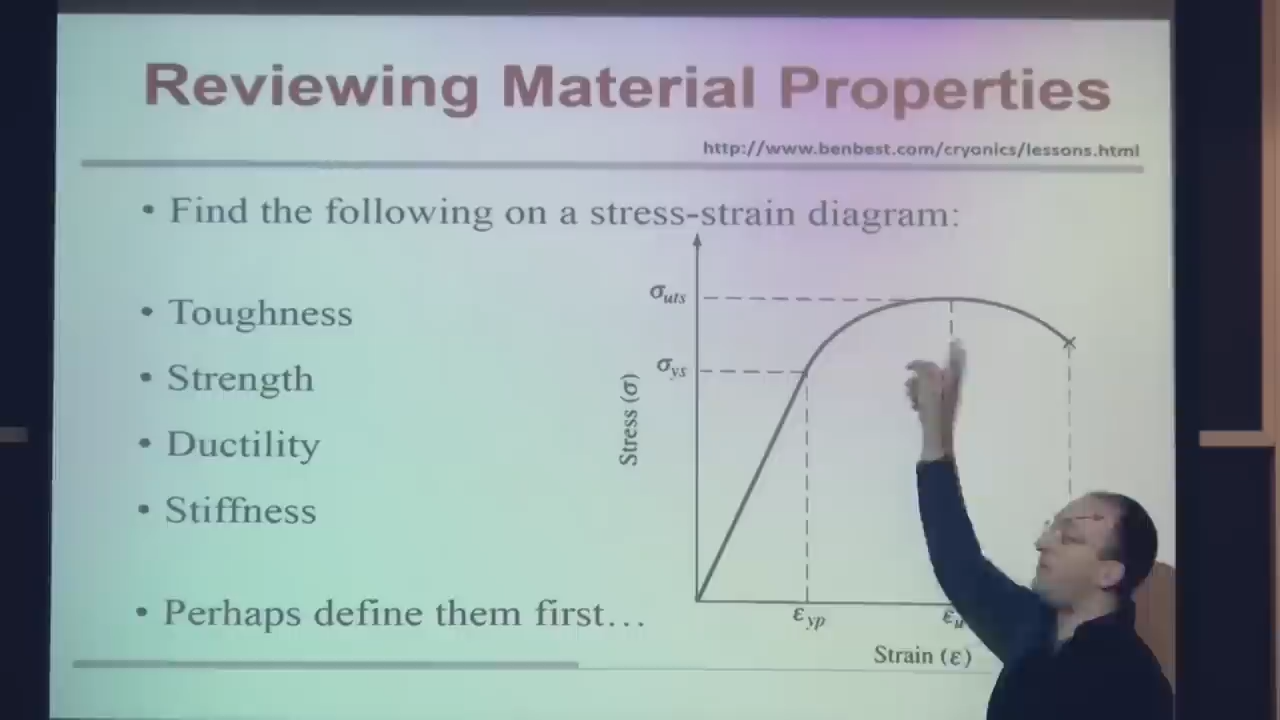 Reviewing Material Properties
http://www.benbest.com/cryonics/lessons.html
• Find the following on a stress-strain diagram:
• Toughness
• Strength
• Ductility
• Stiffness
• Perhaps define them first…
σuts
σys
Stress (σ)
εyp
εu
Strain (ε)